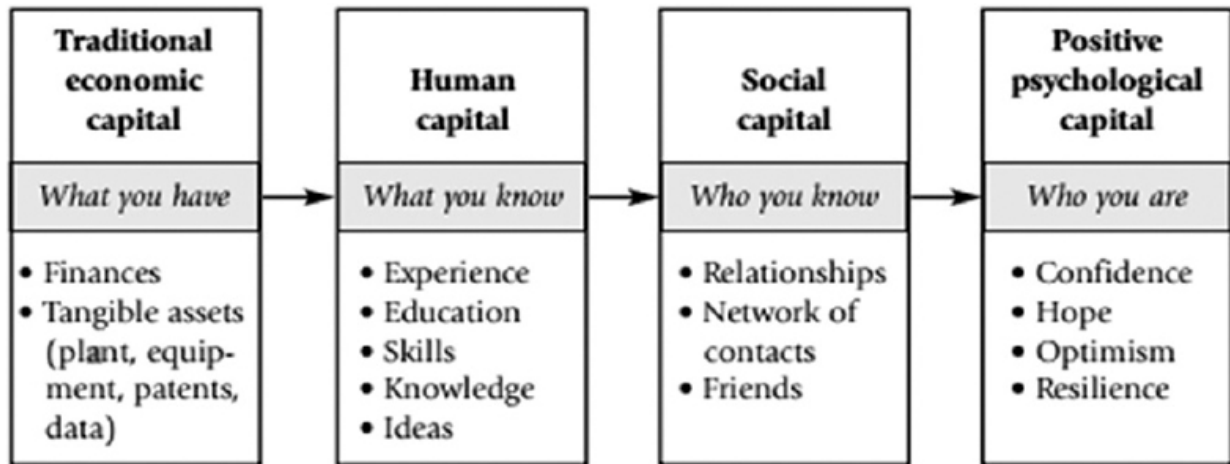 Traditional
economic
capital
What you have
• Finances
• Tangible assets
(plant, equip-
ment, patents,
data)
Human
capital
What you know
• Experience
• Education
• Skills
• Knowledge
• Ideas
Social
capital
Who you know
• Relationships
• Network of
contacts
• Friends
Positive
psychological
capital
Who you are
• Confidence
• Hope
• Optimism
• Resilience